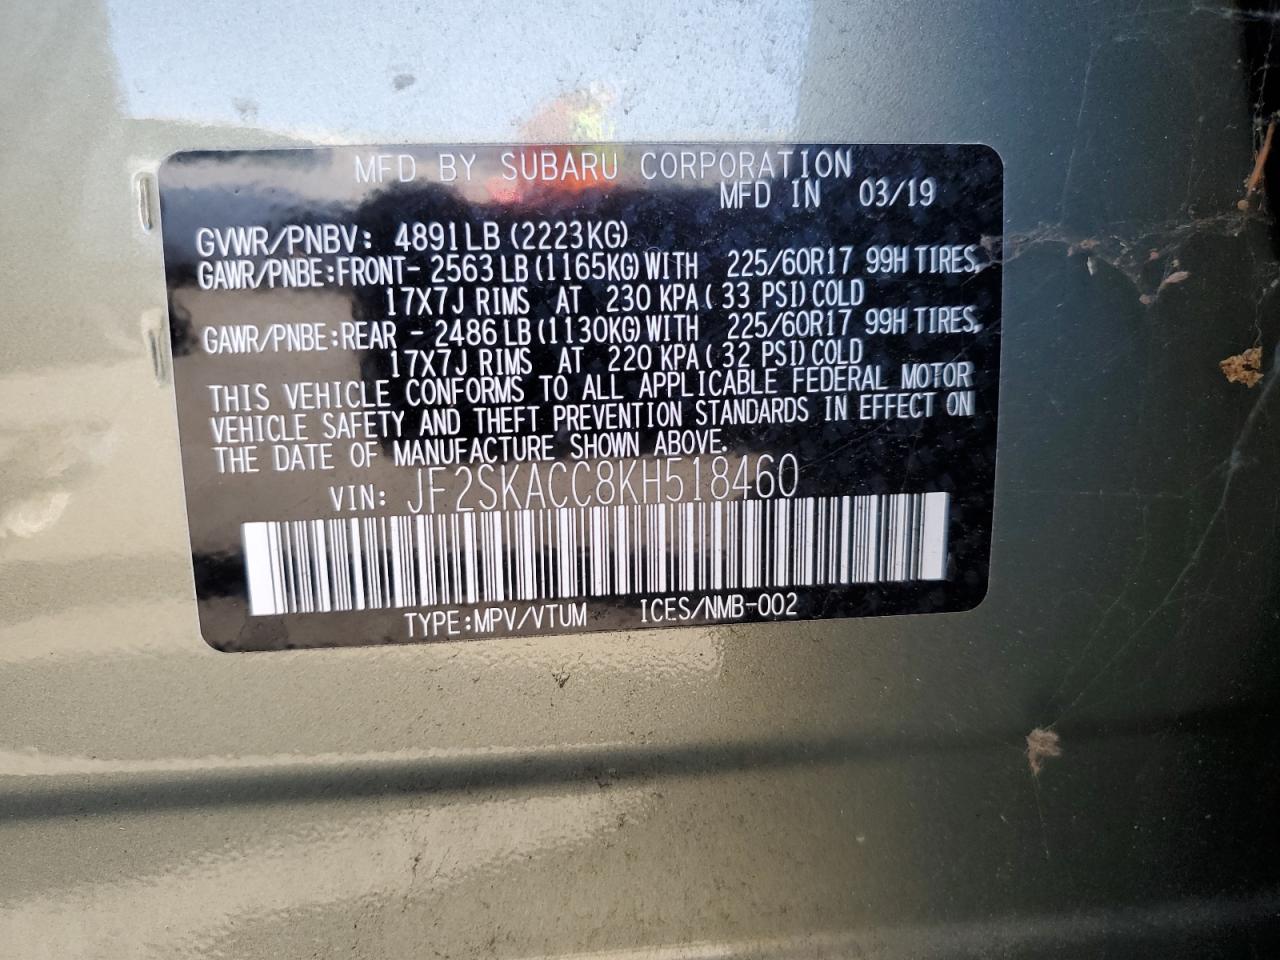 MFD BY SUBARU CORPORATION
MFD IN 03/19
GVWR/PNBV: 4891LB (2223KG)
GAWR/PNBE:FRONT- 2563 LB (1165KG) WITH 225/60R17 99H TIRES,
17X7J RIMS AT 230 KPA ( 33 PSI) COLD
GAWR/PNBE:REAR - 2486 LB (1130KG) WITH 225/60R17 99H TIRES,
17X7J RIMS AT 220 KPA ( 32 PSI) COLD
THIS VEHICLE CONFORMS TO ALL APPLICABLE FEDERAL MOTOR
VEHICLE SAFETY AND THEFT PREVENTION STANDARDS IN EFFECT ON
THE DATE OF MANUFACTURE SHOWN ABOVE.
VIN: JF2SKACC8KH518460
TYPE:MPV/VTUM ICES/NMB-002